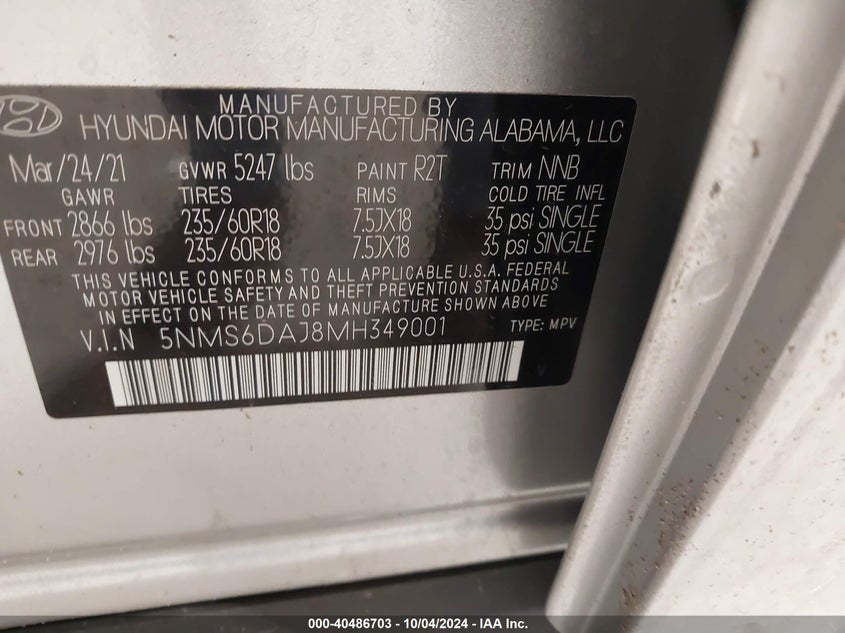 MANUFACTURED BY
HYUNDAI MOTOR MANUFACTURING ALABAMA, LLC
Mar/24/21 GVWR 5247 lbs PAINT R2T TRIM NNB
GAWR TIRES RIMS COLD TIRE INFL
FRONT 2866 lbs 235/60R18 7.5JX18 35 psi SINGLE
REAR 2976 lbs 235/60R18 7.5JX18 35 psi SINGLE
THIS VEHICLE CONFORMS TO ALL APPLICABLE U.S.A. FEDERAL
MOTOR VEHICLE SAFETY AND THEFT PREVENTION STANDARDS
IN EFFECT ON THE DATE OF MANUFACTURE SHOWN ABOVE.
V.I.N 5NMS6DAJ8MH349001 TYPE: MPV
000-40486703 - 10/04/2024 - IAA Inc.